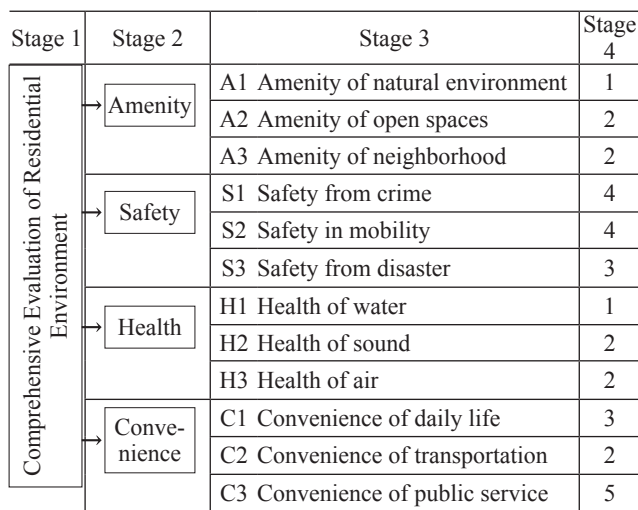 Stage 1 Stage 2 Stage 3 Stage
4
Comprehensive Evaluation of Residential
Environment
Amenity
A1 Amenity of natural environment 1
A2 Amenity of open spaces 2
A3 Amenity of neighborhood 2
Safety
S1 Safety from crime 4
S2 Safety in mobility 4
S3 Safety from disaster 3
Health
H1 Health of water 1
H2 Health of sound 2
H3 Health of air 2
Conve-
nience
C1 Convenience of daily life 3
C2 Convenience of transportation 2
C3 Convenience of public service 5